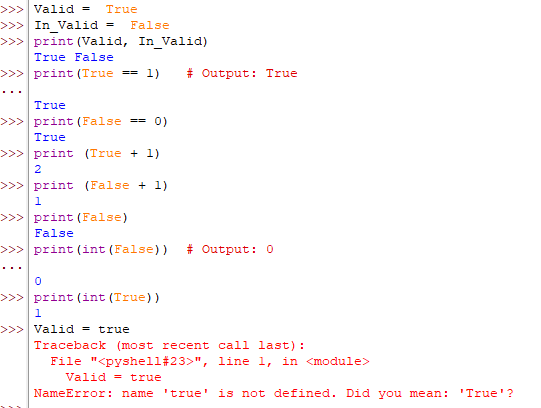 >>> Valid =  True
>>> In_Valid =  False
>>> print(Valid, In_Valid)
True False
>>> print(True == 1)   # Output: True
...
True
>>> print(False == 0)
True
>>> print (True + 1)
2
>>> print (False + 1)
1
>>> print(False)
False
>>> print(int(False))  # Output: 0
...
0
>>> print(int(True))
1
>>> Valid = true
Traceback (most recent call last):
  File "<pyshell#23>", line 1, in <module>
    Valid = true
NameError: name 'true' is not defined. Did you mean: 'True'?
>>>